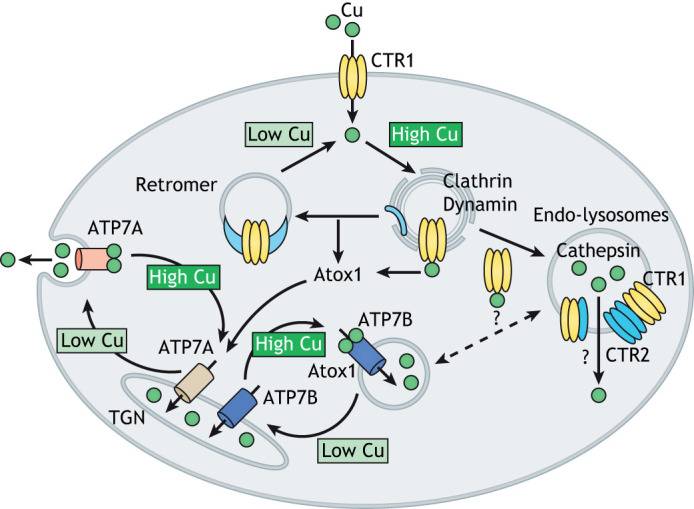 Cu
CTR1
Low Cu
High Cu
Retromer
Clathrin
Dynamin
Endo-lysosomes
ATP7A
Cathepsin
High Cu
Atox1
CTR1
?
Low Cu
ATP7A
High Cu
ATP7B
Atox1
?
CTR2
TGN
ATP7B
Low Cu